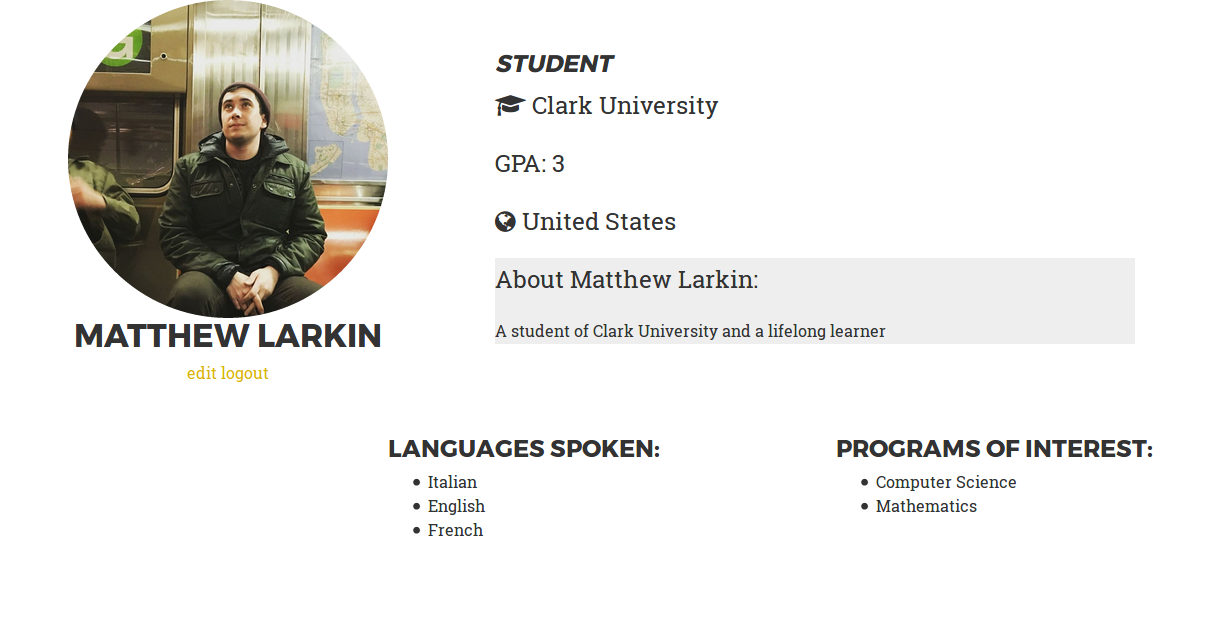 STUDENT
Clark University
GPA: 3
United States
About Matthew Larkin:
A student of Clark University and a lifelong learner
MATTHEW LARKIN
edit logout
LANGUAGES SPOKEN:
Italian
English
French
PROGRAMS OF INTEREST:
Computer Science
Mathematics